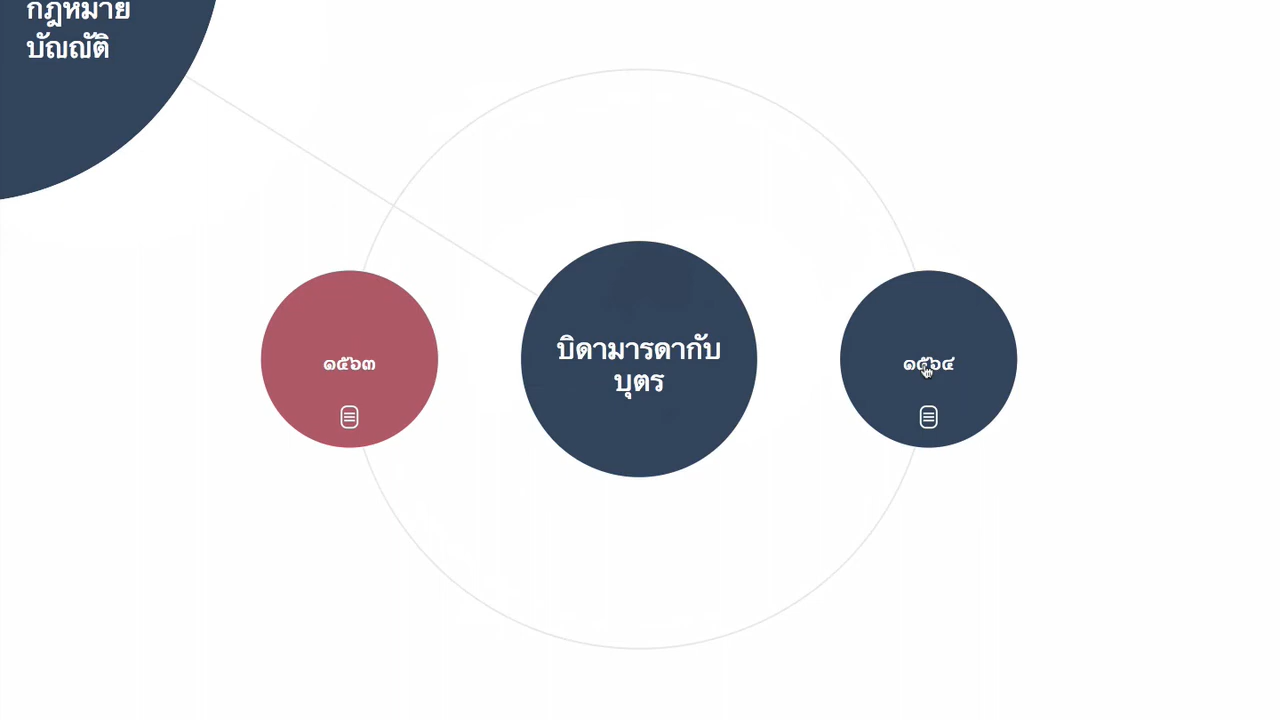 กฎหมาย
บัญญัติ
บิดามารดากับ
บุตร
๑๕๖๓
๑๕๖๔